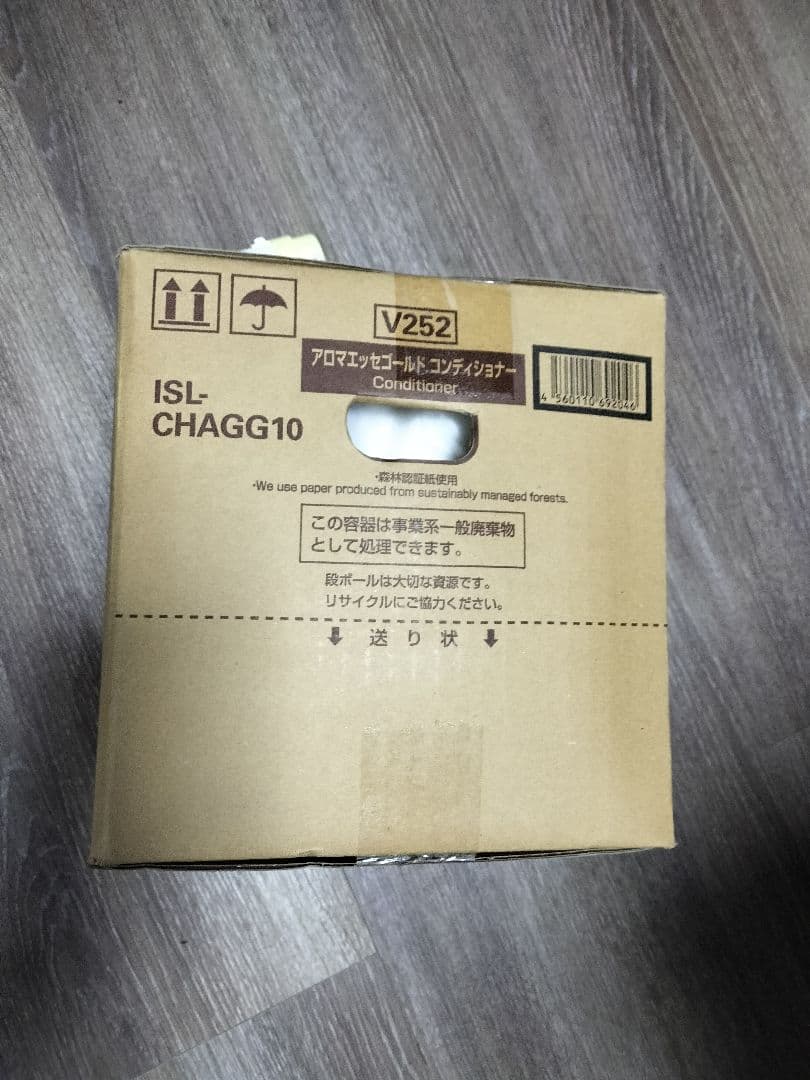 V252
アロマエッセゴールド コンディショナー
Conditioner
4 560110 692046
ISL-
CHAGG10
・森林認証紙使用
・We use paper produced from sustainably managed forests.
この容器は事業系一般廃棄物
として処理できます。
段ボールは大切な資源です。
リサイクルにご協力ください。
⬇ 送り状 ⬇